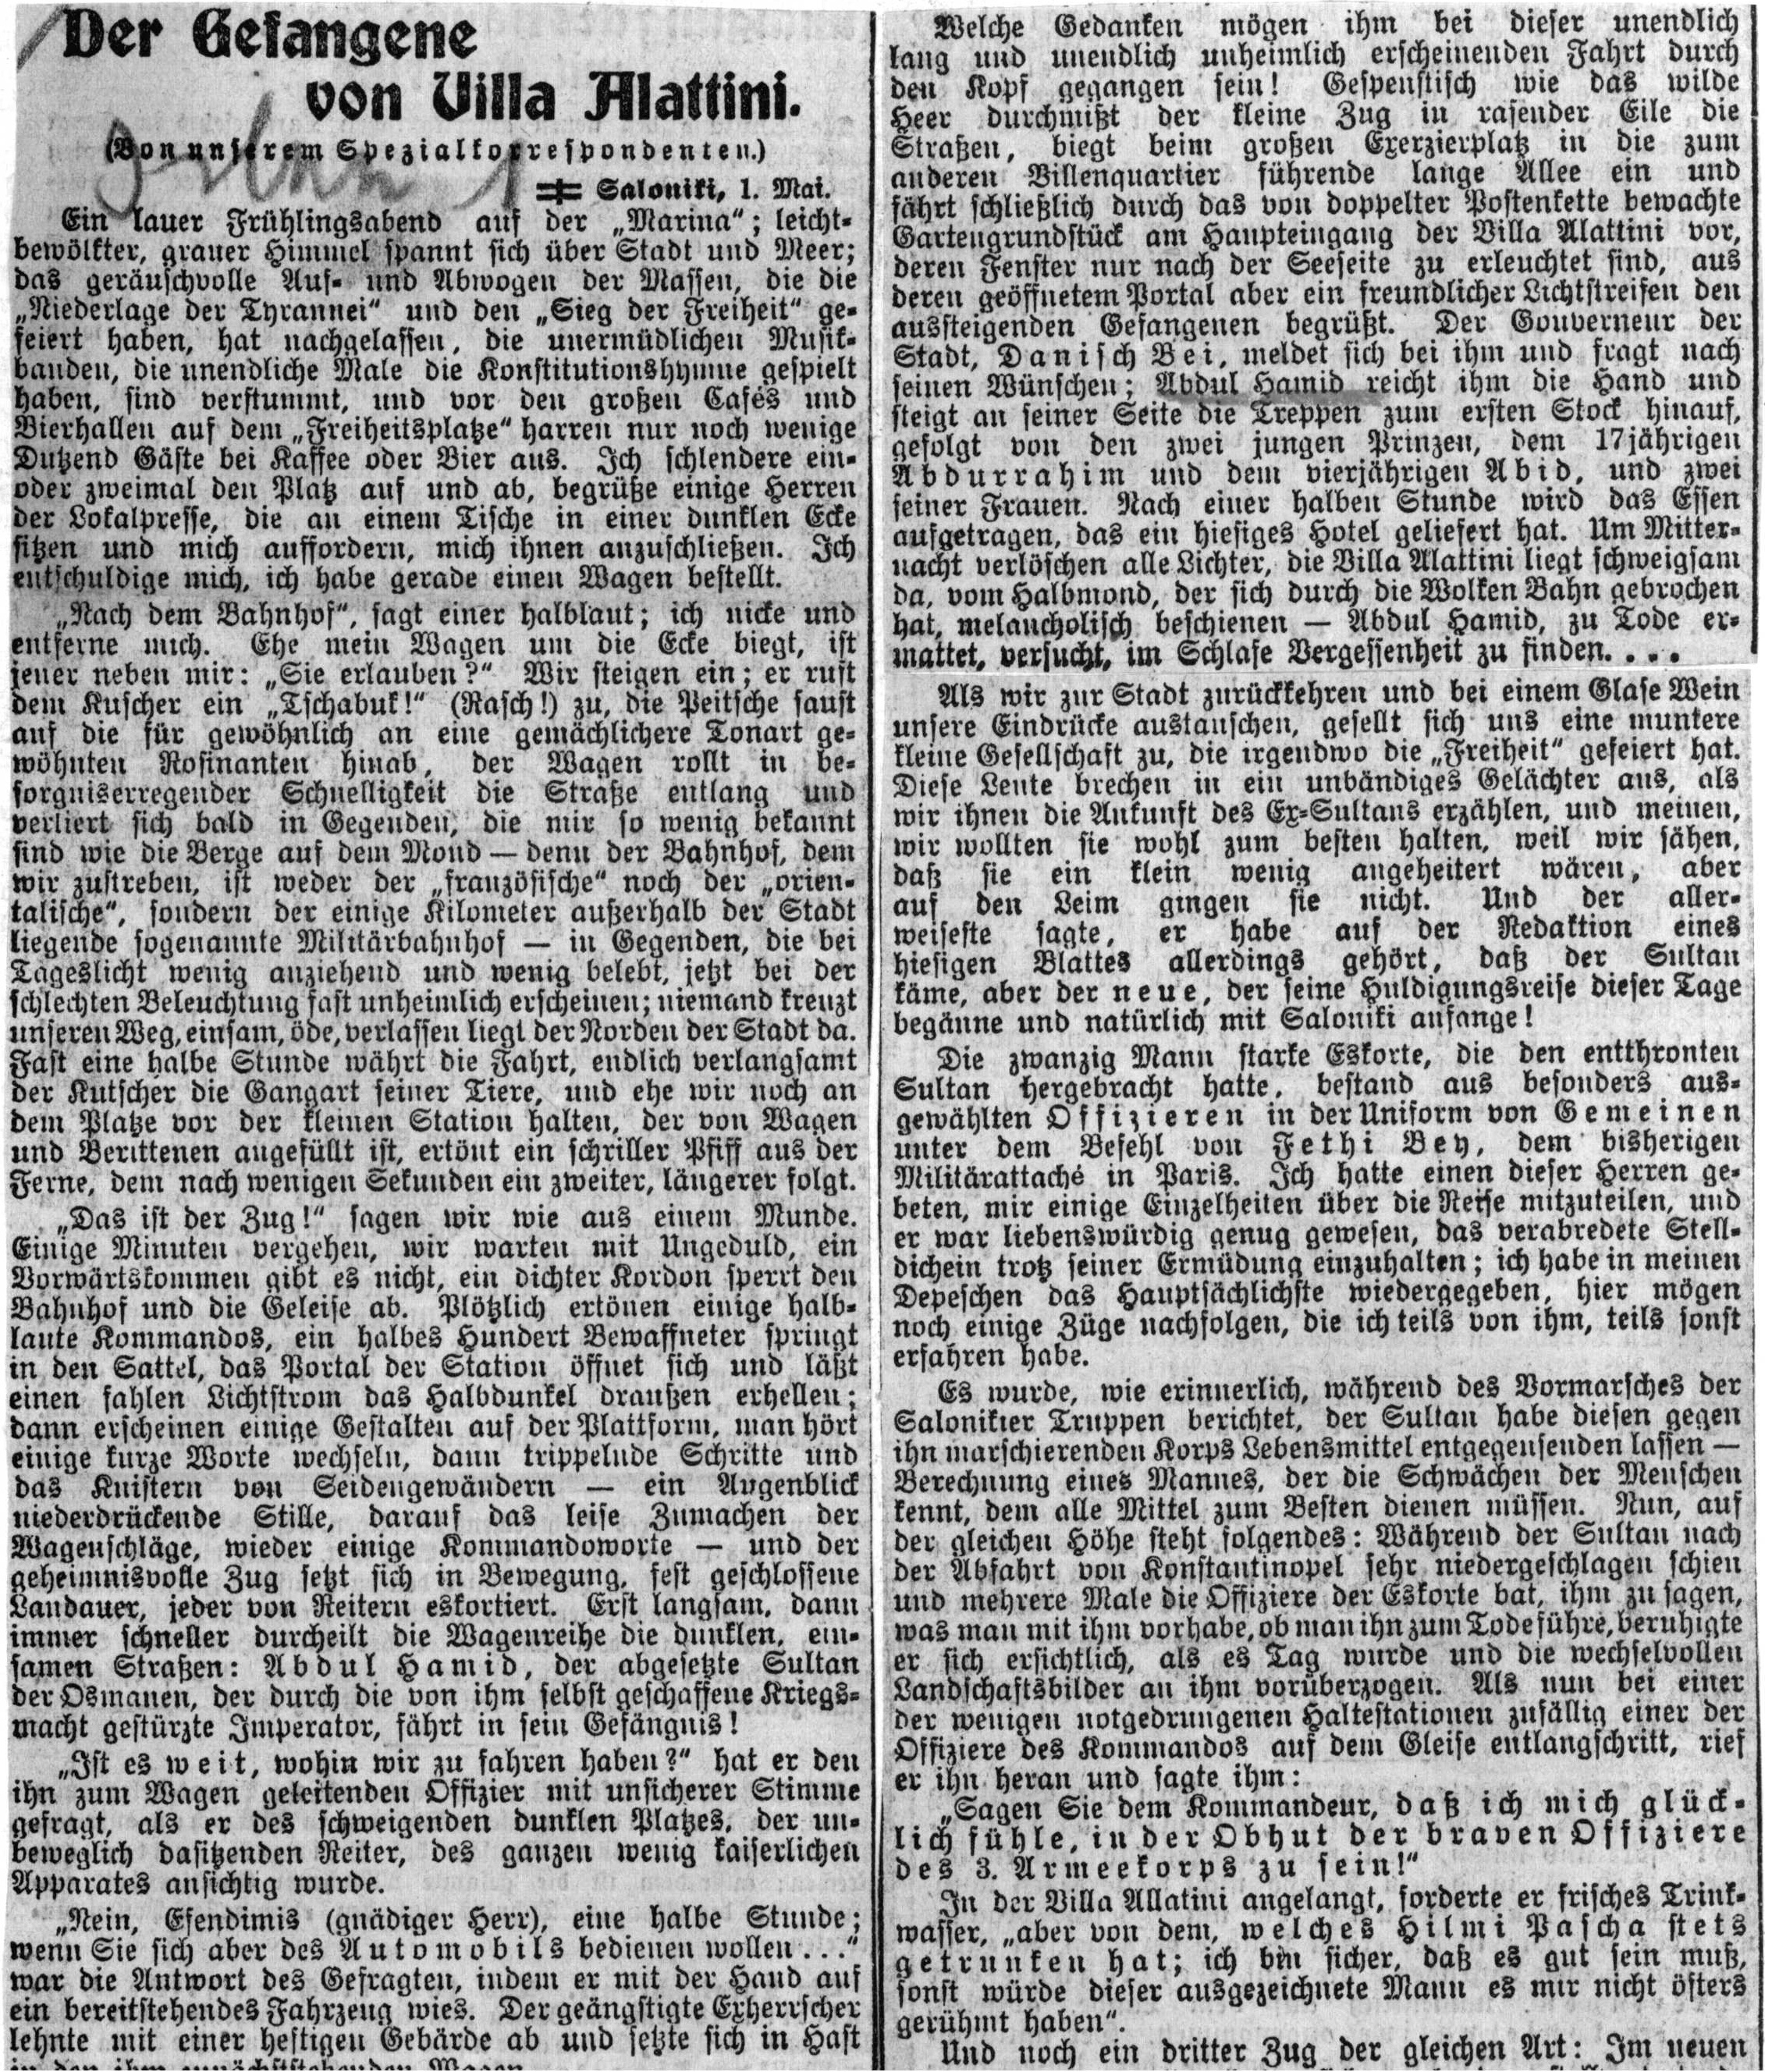 Der Gefangene
von Villa Alattini.
(Von unserem Spezialkorrespondenten.)
Saloniki, 1. Mai.
Ein lauer Frühlingsabend auf der „Marina“; leicht-
bewölkter, grauer Himmel spannt sich über Stadt und Meer;
das geräuschvolle Auf- und Abwogen der Massen, die die
„Niederlage der Tyrannei“ und den „Sieg der Freiheit“ ge-
feiert haben, hat nachgelassen, die unermüdlichen Musik-
banden, die unendliche Male die Konstitutionshymne gespielt
haben, sind verstummt, und vor den großen Cafés und
Bierhallen auf dem „Freiheitsplatze“ harren nur noch wenige
Dutzend Gäste bei Kaffee oder Bier aus. Ich schlendere ein-
oder zweimal den Platz auf und ab, begrüße einige Herren
der Lokalpresse, die an einem Tische in einer dunklen Ecke
sitzen und mich auffordern, mich ihnen anzuschließen. Ich
entschuldige mich, ich habe gerade einen Wagen bestellt.
„Nach dem Bahnhof“, sagt einer halblaut; ich nicke und
entferne mich. Ehe mein Wagen um die Ecke biegt, ist
jener neben mir: „Sie erlauben?“ Wir steigen ein; er ruft
dem Kuscher ein „Tschabuk!“ (Rasch!) zu, die Peitsche saust
auf die für gewöhnlich an eine gemächlichere Tonart ge-
wöhnten Rosinanten hinab, der Wagen rollt in be-
sorgniserregender Schnelligkeit die Straße entlang und
verliert sich bald in Gegenden, die mir so wenig bekannt
sind wie die Berge auf dem Mond — denn der Bahnhof, dem
wir zustreben, ist weder der „französische“ noch der „orien-
talische“, sondern der einige Kilometer außerhalb der Stadt
liegende sogenannte Militärbahnhof — in Gegenden, die bei
Tageslicht wenig anziehend und wenig belebt, jetzt bei der
schlechten Beleuchtung fast unheimlich erscheinen; niemand kreuzt
unseren Weg, einsam, öde, verlassen liegt der Norden der Stadt da.
Fast eine halbe Stunde währt die Fahrt, endlich verlangsamt
der Kutscher die Gangart seiner Tiere, und ehe wir noch an
dem Platze vor der kleinen Station halten, der von Wagen
und Berittenen angefüllt ist, ertönt ein schriller Pfiff aus der
Ferne, dem nach wenigen Sekunden ein zweiter, längerer folgt.
„Das ist der Zug!“ sagen wir wie aus einem Munde.
Einige Minuten vergehen, wir warten mit Ungeduld, ein
Vorwärtskommen gibt es nicht, ein dichter Kordon sperrt den
Bahnhof und die Geleise ab. Plötzlich ertönen einige halb-
laute Kommandos, ein halbes Hundert Bewaffneter springt
in den Sattel, das Portal der Station öffnet sich und läßt
einen fahlen Lichtstrom das Halbdunkel draußen erhellen;
dann erscheinen einige Gestalten auf der Plattform, man hört
einige kurze Worte wechseln, dann trippelnde Schritte und
das Knistern von Seidengewändern — ein Augenblick
niederdrückende Stille, darauf das leise Zumachen der
Wagenschläge, wieder einige Kommandoworte — und der
geheimnisvolle Zug setzt sich in Bewegung, fest geschlossene
Landauer, jeder von Reitern eskortiert. Erst langsam, dann
immer schneller durcheilt die Wagenreihe die dunklen, ein-
samen Straßen: Abdul Hamid, der abgesetzte Sultan
der Osmanen, der durch die von ihm selbst geschaffene Kriegs-
macht gestürzte Imperator, fährt in sein Gefängnis!
„Ist es weit, wohin wir zu fahren haben?“ hat er den
ihn zum Wagen geleitenden Offizier mit unsicherer Stimme
gefragt, als er des schweigenden dunklen Platzes, der un-
beweglich dasitzenden Reiter, des ganzen wenig kaiserlichen
Apparates ansichtig wurde.
„Nein, Efendimis (gnädiger Herr), eine halbe Stunde;
wenn Sie sich aber des Automobils bedienen wollen . . .“
war die Antwort des Gefragten, indem er mit der Hand auf
ein bereitstehendes Fahrzeug wies. Der geängstigte Exherrscher
lehnte mit einer heftigen Gebärde ab und setzte sich in Hast
in den ihm zunächststehenden Wagen.
Welche Gedanken mögen ihm bei dieser unendlich
lang und unendlich unheimlich erscheinenden Fahrt durch
den Kopf gegangen sein! Gespenstisch wie das wilde
Heer durchmißt der kleine Zug in rasender Eile die
Straßen, biegt beim großen Exerzierplatz in die zum
anderen Villenquartier führende lange Allee ein und
fährt schließlich durch das von doppelter Postenkette bewachte
Gartengrundstück am Haupteingang der Villa Alattini vor,
deren Fenster nur nach der Seeseite zu erleuchtet sind, aus
deren geöffnetem Portal aber ein freundlicher Lichtstreifen den
aussteigenden Gefangenen begrüßt. Der Gouverneur der
Stadt, Danisch Bei, meldet sich bei ihm und fragt nach
seinen Wünschen; Abdul Hamid reicht ihm die Hand und
steigt an seiner Seite die Treppen zum ersten Stock hinauf,
gefolgt von den zwei jungen Prinzen, dem 17jährigen
Abdurrahim und dem vierjährigen Abid, und zwei
seiner Frauen. Nach einer halben Stunde wird das Essen
aufgetragen, das ein hiesiges Hotel geliefert hat. Um Mitter-
nacht verlöschen alle Lichter, die Villa Alattini liegt schweigsam
da, vom Halbmond, der sich durch die Wolken Bahn gebrochen
hat, melancholisch beschienen — Abdul Hamid, zu Tode er-
mattet, versucht, im Schlafe Vergessenheit zu finden. . . .
Als wir zur Stadt zurückkehren und bei einem Glase Wein
unsere Eindrücke austauschen, gesellt sich uns eine muntere
kleine Gesellschaft zu, die irgendwo die „Freiheit“ gefeiert hat.
Diese Leute brechen in ein unbändiges Gelächter aus, als
wir ihnen die Ankunft des Ex-Sultans erzählen, und meinen,
wir wollten sie wohl zum besten halten, weil wir sähen,
daß sie ein klein wenig angeheitert wären, aber
auf den Leim gingen sie nicht. Und der aller-
weiseste sagte, er habe auf der Redaktion eines
hiesigen Blattes allerdings gehört, daß der Sultan
käme, aber der neue, der seine Huldigungsreise dieser Tage
begänne und natürlich mit Saloniki anfange!
Die zwanzig Mann starke Eskorte, die den entthronten
Sultan hergebracht hatte, bestand aus besonders aus-
gewählten Offizieren in der Uniform von Gemeinen
unter dem Befehl von Fethi Bey, dem bisherigen
Militärattaché in Paris. Ich hatte einen dieser Herren ge-
beten, mir einige Einzelheiten über die Reise mitzuteilen, und
er war liebenswürdig genug gewesen, das verabredete Stell-
dichein trotz seiner Ermüdung einzuhalten; ich habe in meinen
Depeschen das Hauptsächlichste wiedergegeben, hier mögen
noch einige Züge nachfolgen, die ich teils von ihm, teils sonst
erfahren habe.
Es wurde, wie erinnerlich, während des Vormarsches der
Salonikier Truppen berichtet, der Sultan habe diesen gegen
ihn marschierenden Korps Lebensmittel entgegensenden lassen —
Berechnung eines Mannes, der die Schwächen der Menschen
kennt, dem alle Mittel zum Besten dienen müssen. Nun, auf
der gleichen Höhe steht folgendes: Während der Sultan nach
der Abfahrt von Konstantinopel sehr niedergeschlagen schien
und mehrere Male die Offiziere der Eskorte bat, ihm zu sagen,
was man mit ihm vorhabe, ob man ihn zum Tode führe, beruhigte
er sich ersichtlich, als es Tag wurde und die wechselvollen
Landschaftsbilder an ihm vorüberzogen. Als nun bei einer
der wenigen notgedrungenen Haltestationen zufällig einer der
Offiziere des Kommandos auf dem Gleise entlangschritt, rief
er ihn heran und sagte ihm:
„Sagen Sie dem Kommandeur, daß ich mich glück-
lich fühle, in der Obhut der braven Offiziere
des 3. Armeekorps zu sein!“
In der Villa Allatini angelangt, forderte er frisches Trink-
wasser, „aber von dem, welches Hilmi Pascha stets
getrunken hat; ich bin sicher, daß es gut sein muß,
sonst würde dieser ausgezeichnete Mann es mir nicht öfters
gerühmt haben“.
Und noch ein dritter Zug der gleichen Art: Im neuen